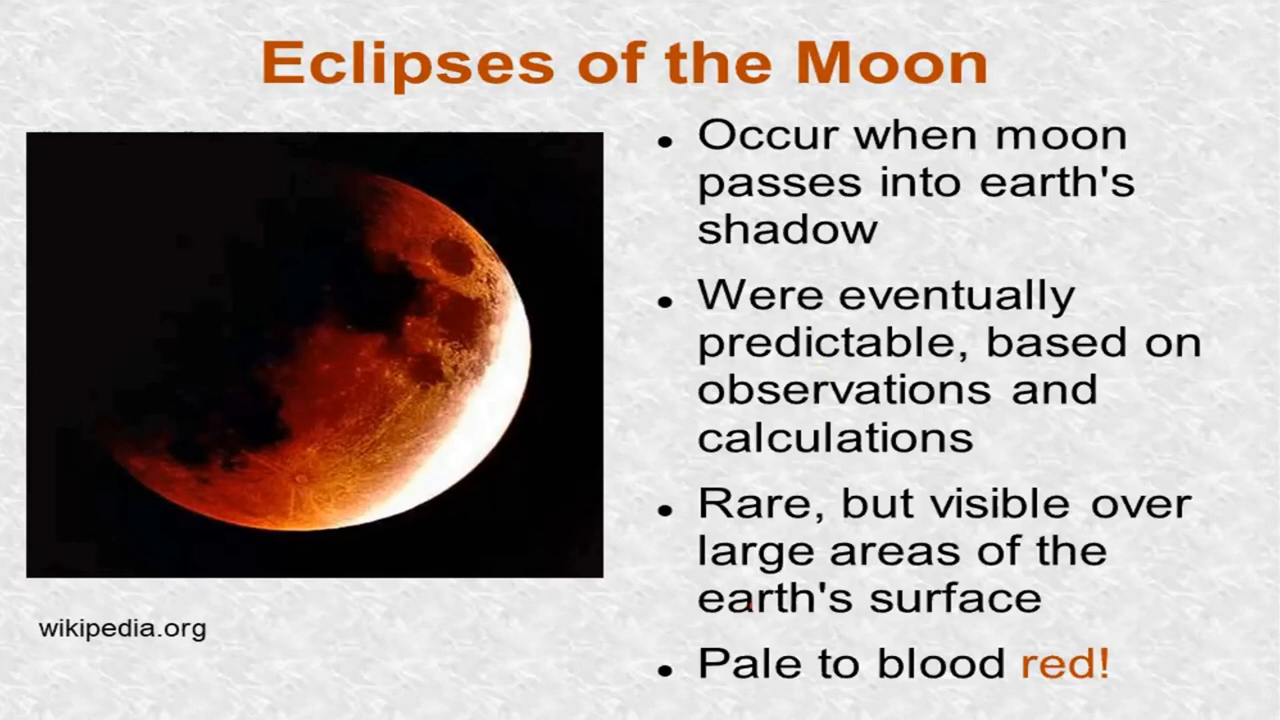 Eclipses of the Moon
• Occur when moon
passes into earth's
shadow
• Were eventually
predictable, based on
observations and
calculations
• Rare, but visible over
large areas of the
earth's surface
• Pale to blood red!
wikipedia.org